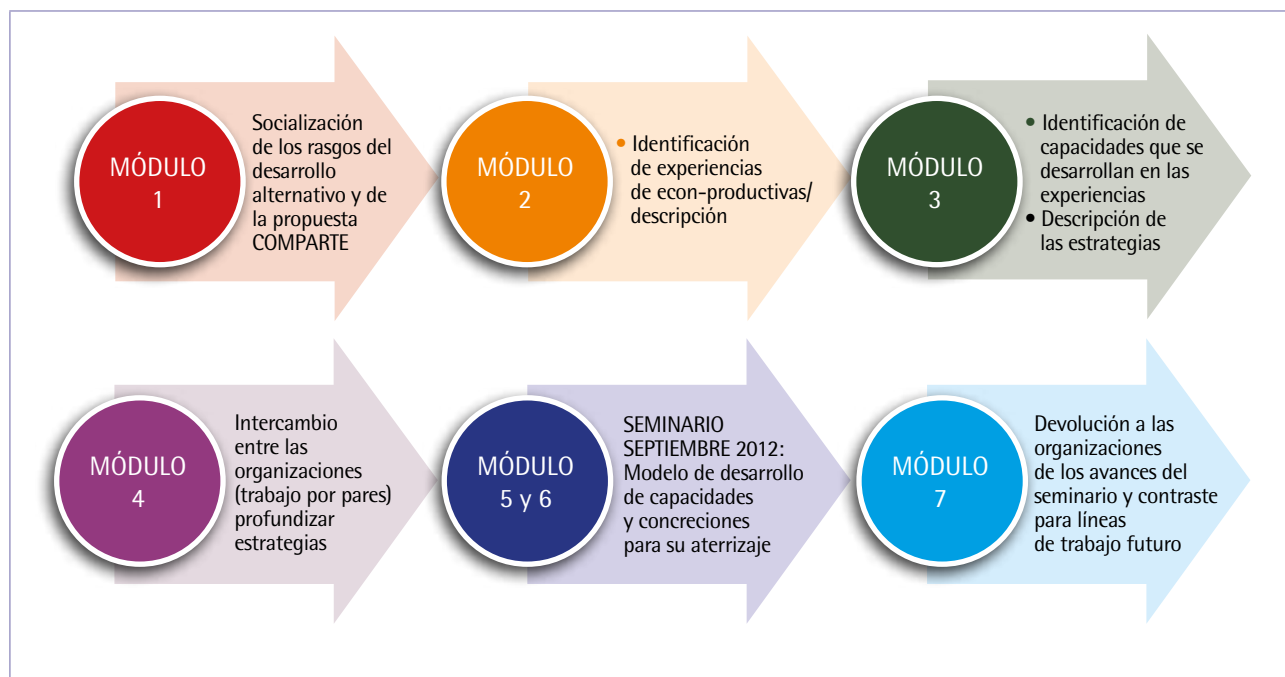 MÓDULO
1
Socialización
de los rasgos del
desarrollo
alternativo y de
la propuesta
COMPARTE
MÓDULO
2
• Identificación
de experiencias
de econ-productivas/
descripción
MÓDULO
3
• Identificación de
capacidades que se
desarrollan en las
experiencias
• Descripción de
las estrategias
MÓDULO
4
Intercambio
entre las
organizaciones
(trabajo por pares)
profundizar
estrategias
MÓDULO
5 y 6
SEMINARIO
SEPTIEMBRE 2012:
Modelo de desarrollo
de capacidades
y concreciones
para su aterrizaje
MÓDULO
7
Devolución a las
organizaciones
de los avances del
seminario y contraste
para líneas
de trabajo futuro